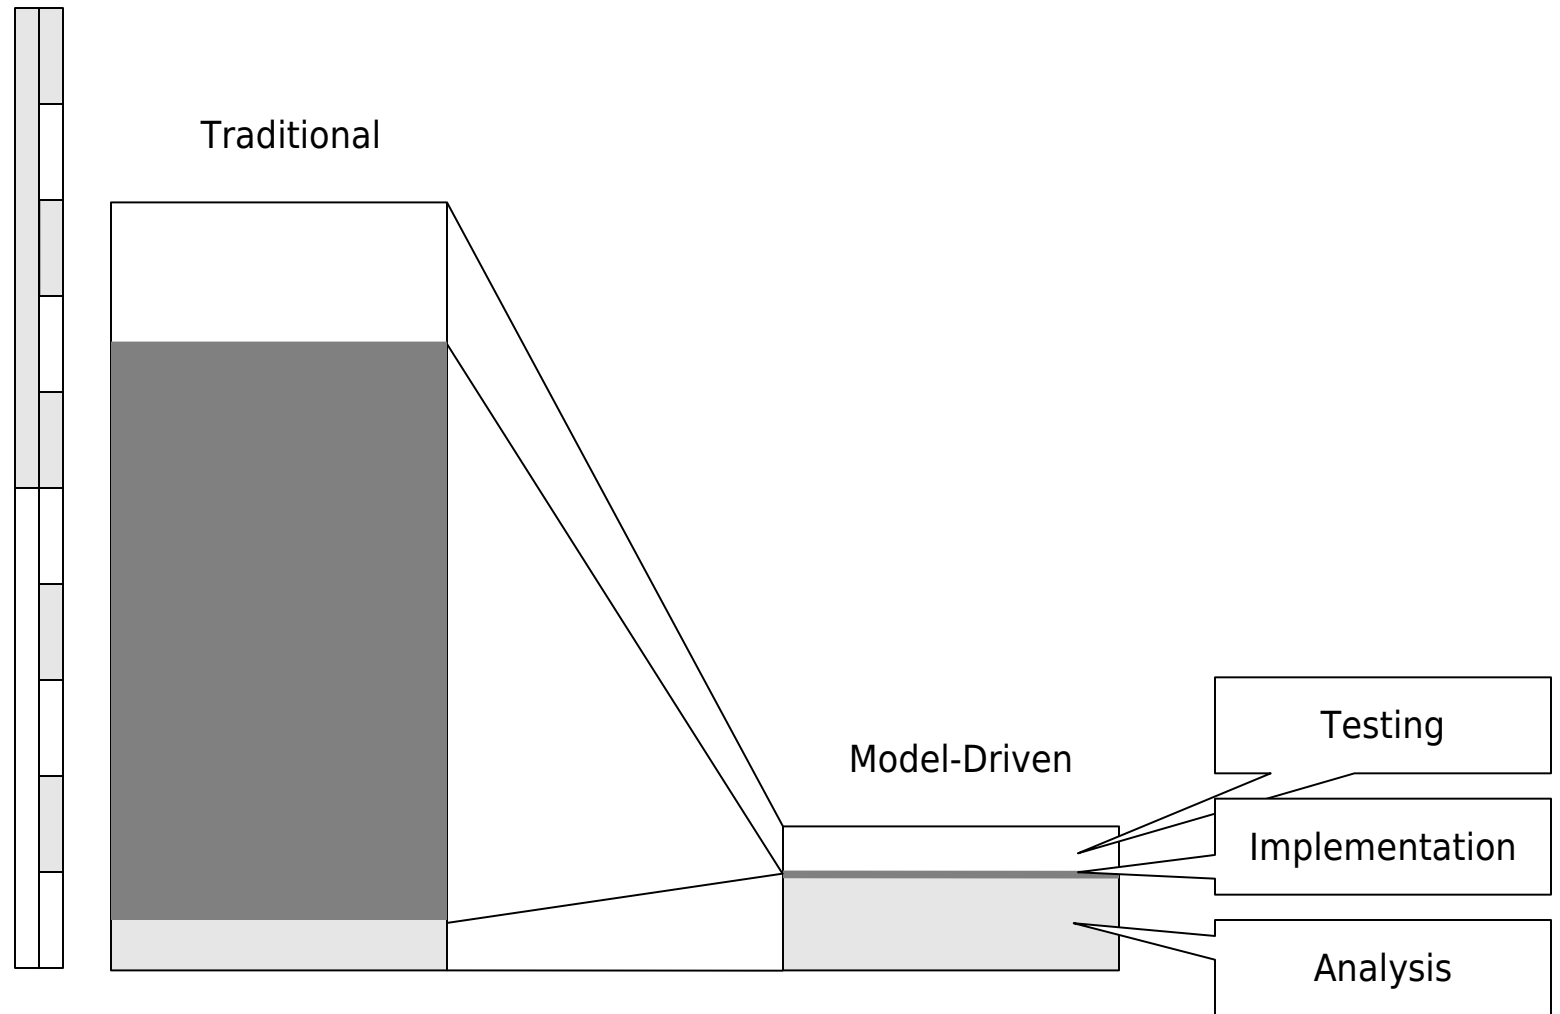 Traditional
Model-Driven
Testing
Implementation
Analysis